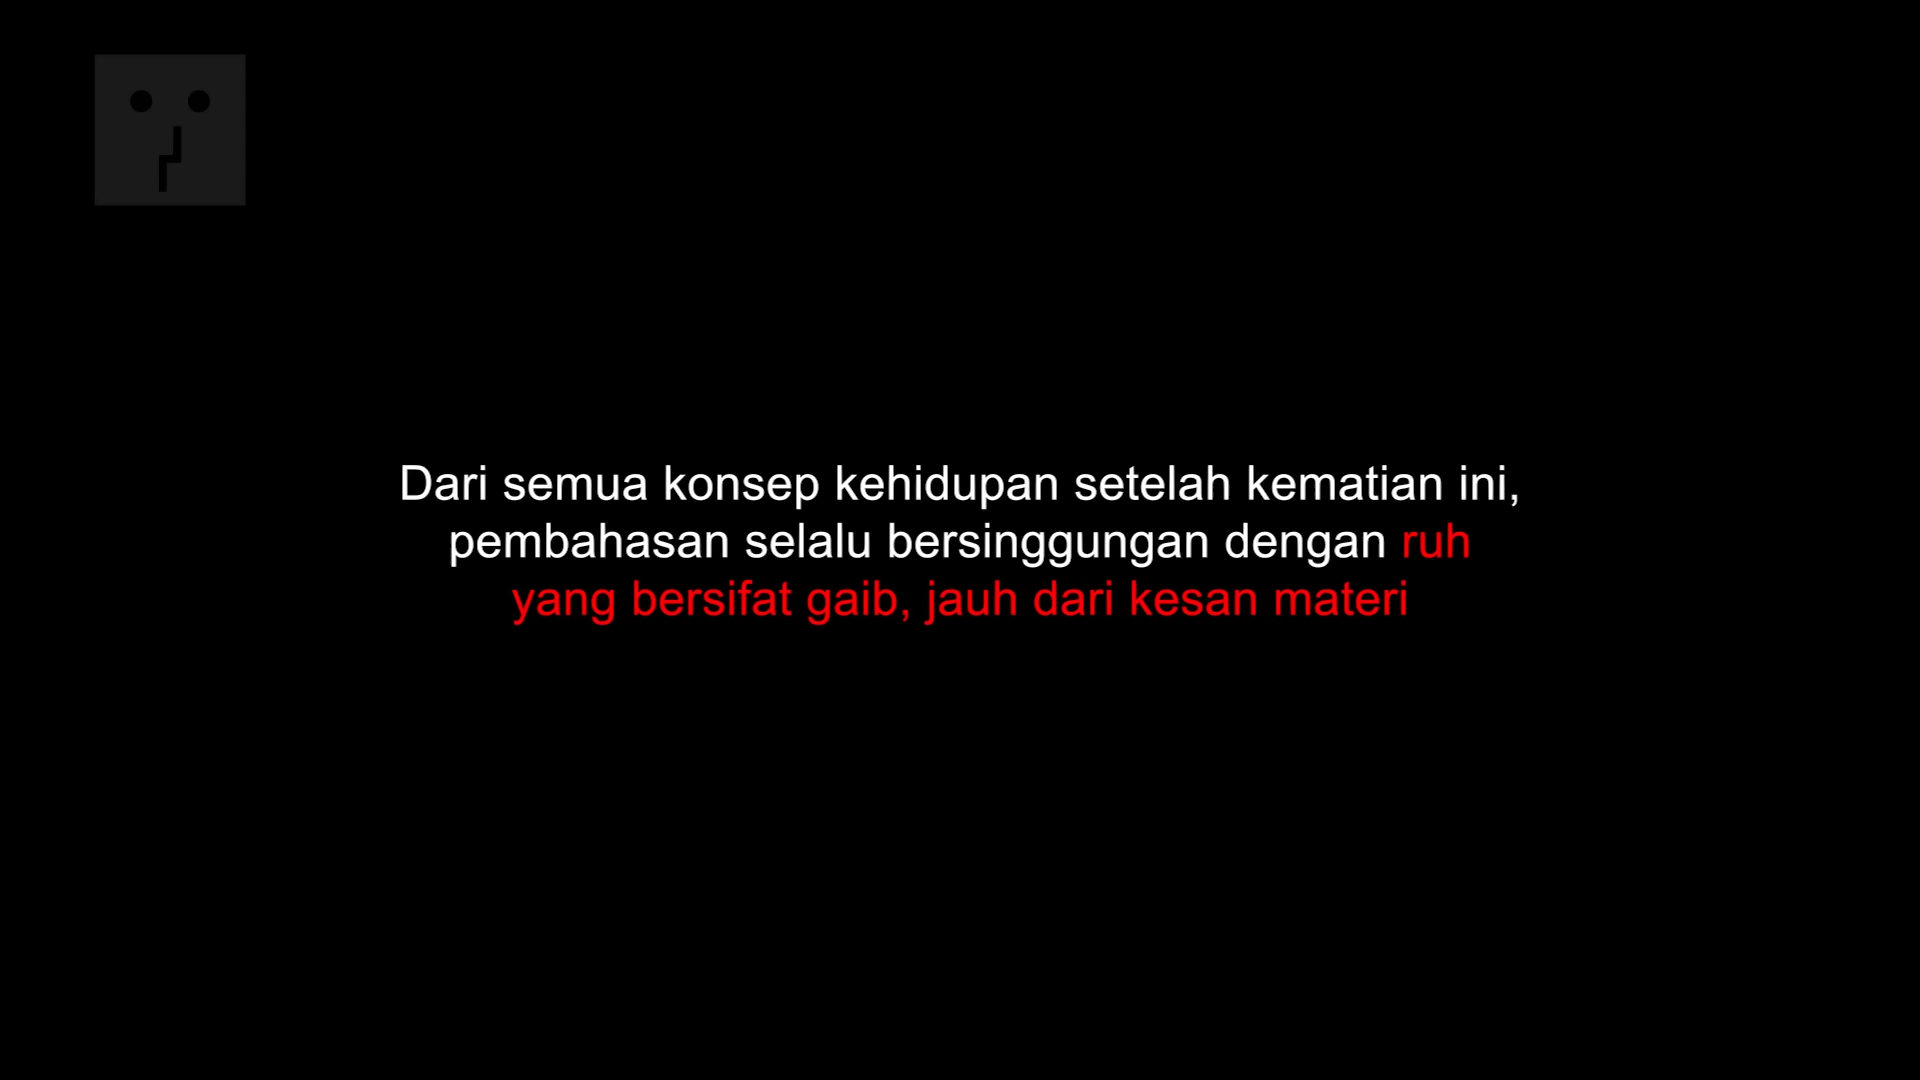 Dari semua konsep kehidupan setelah kematian ini,
pembahasan selalu bersinggungan dengan ruh
yang bersifat gaib, jauh dari kesan materi